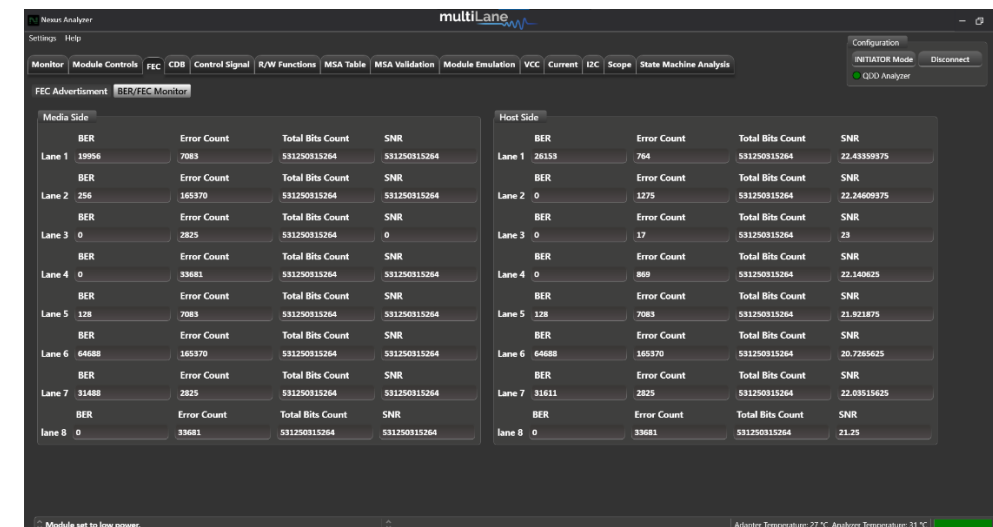 Nexus Analyzer
multiLane
Settings Help
Configuration
INITIATOR Mode Disconnect
QDD Analyzer
Monitor Module Controls FEC CDB Control Signal R/W Functions MSA Table MSA Validation Module Emulation VCC Current I2C Scope State Machine Analysis
FEC Advertisment BER/FEC Monitor
Media Side
BER Error Count Total Bits Count SNR
Lane 1 19956 7083 531250315264 531250315264
BER Error Count Total Bits Count SNR
Lane 2 256 165370 531250315264 531250315264
BER Error Count Total Bits Count SNR
Lane 3 0 2825 531250315264 0
BER Error Count Total Bits Count SNR
Lane 4 0 33681 531250315264 531250315264
BER Error Count Total Bits Count SNR
Lane 5 128 7083 531250315264 531250315264
BER Error Count Total Bits Count SNR
Lane 6 64688 165370 531250315264 531250315264
BER Error Count Total Bits Count SNR
Lane 7 31488 2825 531250315264 531250315264
BER Error Count Total Bits Count SNR
lane 8 0 33681 531250315264 531250315264
Host Side
BER Error Count Total Bits Count SNR
Lane 1 26153 764 531250315264 22.43359375
BER Error Count Total Bits Count SNR
Lane 2 0 1275 531250315264 22.24609375
BER Error Count Total Bits Count SNR
Lane 3 0 17 531250315264 23
BER Error Count Total Bits Count SNR
Lane 4 0 869 531250315264 22.140625
BER Error Count Total Bits Count SNR
Lane 5 128 7083 531250315264 21.921875
BER Error Count Total Bits Count SNR
Lane 6 64688 165370 531250315264 20.7265625
BER Error Count Total Bits Count SNR
Lane 7 31611 2825 531250315264 22.03515625
BER Error Count Total Bits Count SNR
lane 8 0 33681 531250315264 21.25
Module set to low power.
Adapter Temperature: 27 °C Analyzer Temperature: 31 °C